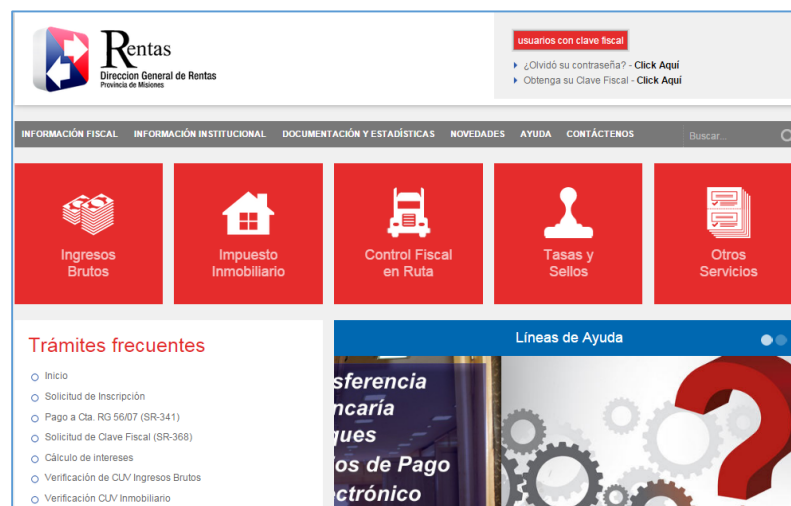 Rentas
Direccion General de Rentas
Provincia de Misiones
usuarios con clave fiscal
¿Olvidó su contraseña? - Click Aquí
Obtenga su Clave Fiscal - Click Aquí
INFORMACIÓN FISCAL INFORMACIÓN INSTITUCIONAL DOCUMENTACIÓN Y ESTADÍSTICAS NOVEDADES AYUDA CONTÁCTENOS Buscar...
Ingresos
Brutos
Impuesto
Inmobiliario
Control Fiscal
en Ruta
Tasas y
Sellos
Otros
Servicios
Trámites frecuentes
Inicio
Solicitud de Inscripción
Pago a Cta. RG 56/07 (SR-341)
Solicitud de Clave Fiscal (SR-368)
Cálculo de intereses
Verificación de CUV Ingresos Brutos
Verificación CUV Inmobiliario
Líneas de Ayuda
sferencia
ncaría
ques
ios de Pago
ectrónico